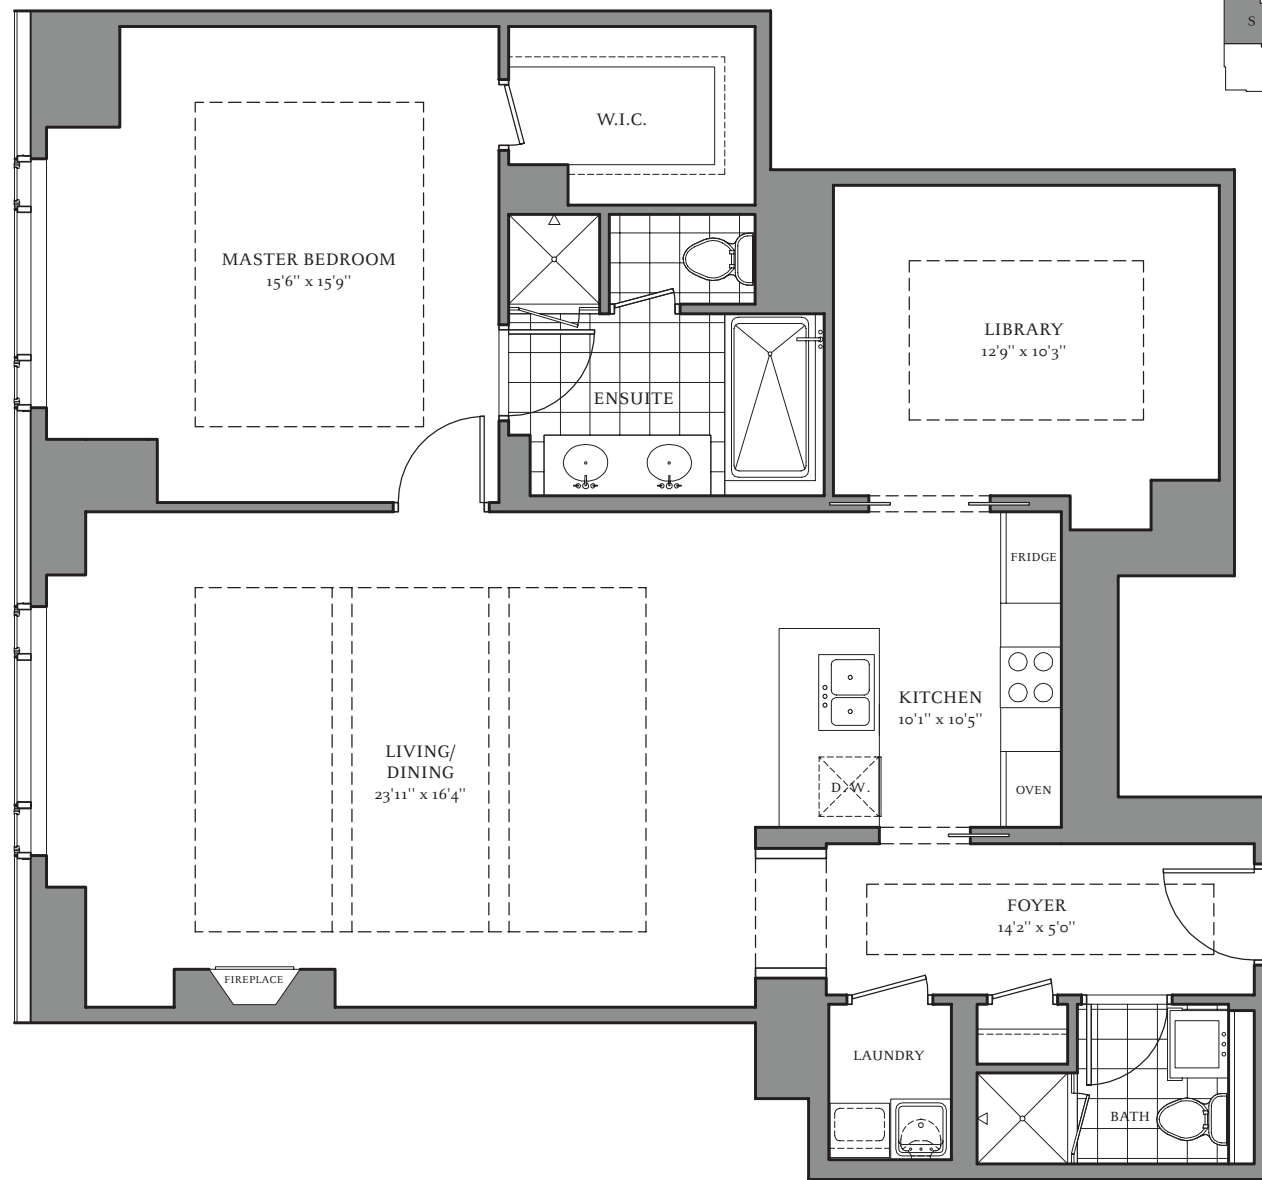 S
W.I.C.
MASTER BEDROOM
15'6'' x 15'9''
LIBRARY
12'9'' x 10'3''
ENSUITE
FRIDGE
KITCHEN
10'1'' x 10'5''
LIVING/
DINING
23'11'' x 16'4''
D.W.
OVEN
FOYER
14'2'' x 5'0''
FIREPLACE
LAUNDRY
BATH